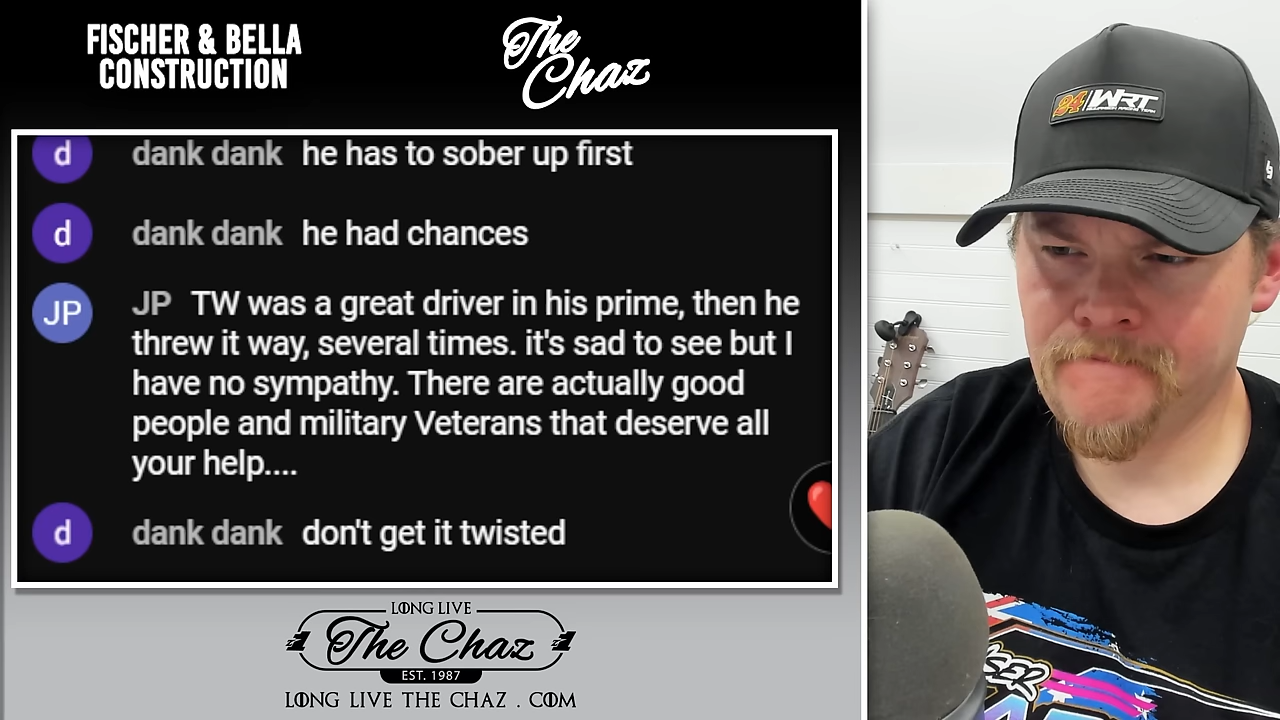 FISCHER & BELLA
CONSTRUCTION
The
Chaz
d dank dank he has to sober up first
d dank dank he had chances
JP JP TW was a great driver in his prime, then he
threw it way, several times. it's sad to see but I
have no sympathy. There are actually good
people and military Veterans that deserve all
your help....
d dank dank don't get it twisted
LONG LIVE
The Chaz
EST. 1987
LONG LIVE THE CHAZ . COM
24 WRT